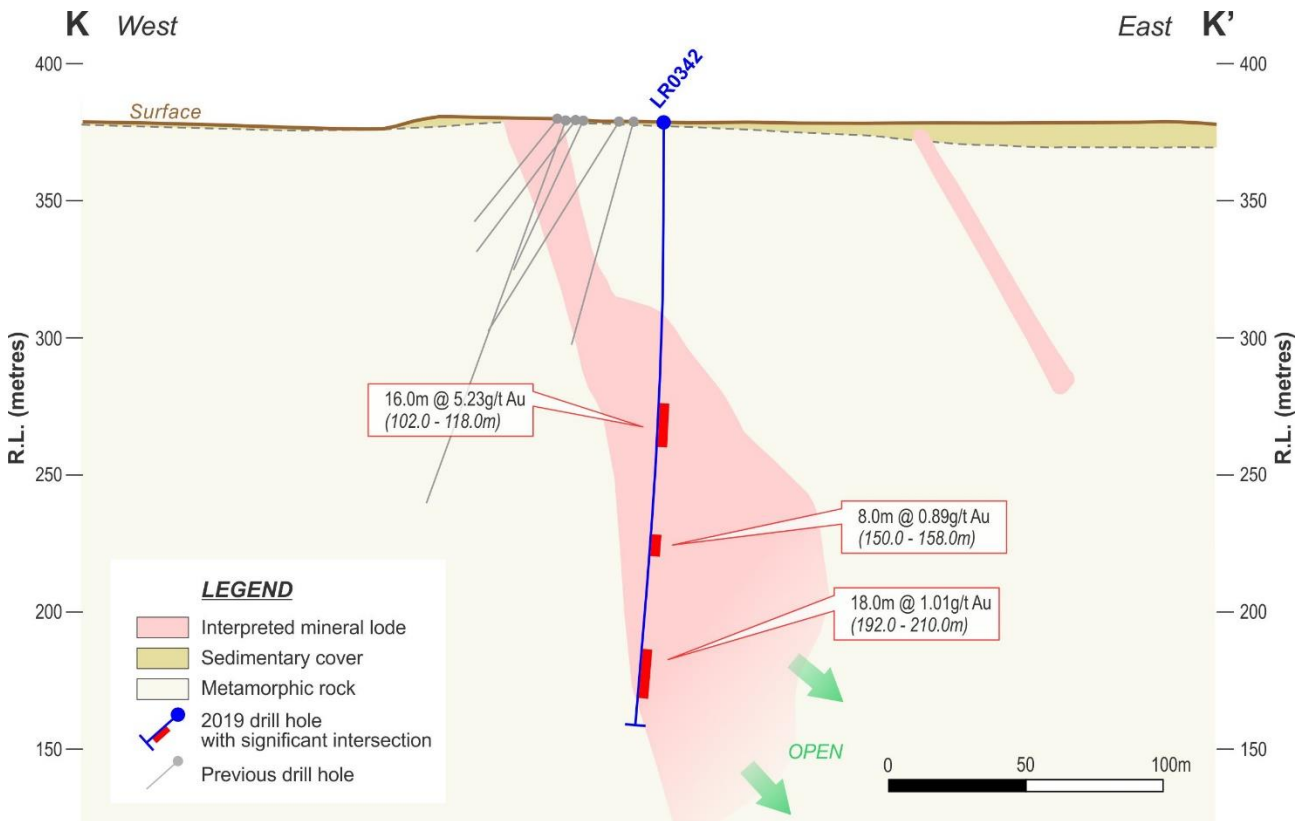 K West
East K’
LR0342
Surface
400
350
300
250
200
150
R.L. (metres)
400
350
300
250
200
150
R.L. (metres)
16.0m @ 5.23g/t Au
(102.0 - 118.0m)
8.0m @ 0.89g/t Au
(150.0 - 158.0m)
18.0m @ 1.01g/t Au
(192.0 - 210.0m)
OPEN
LEGEND
Interpreted mineral lode
Sedimentary cover
Metamorphic rock
2019 drill hole
with significant intersection
Previous drill hole
0 50 100m